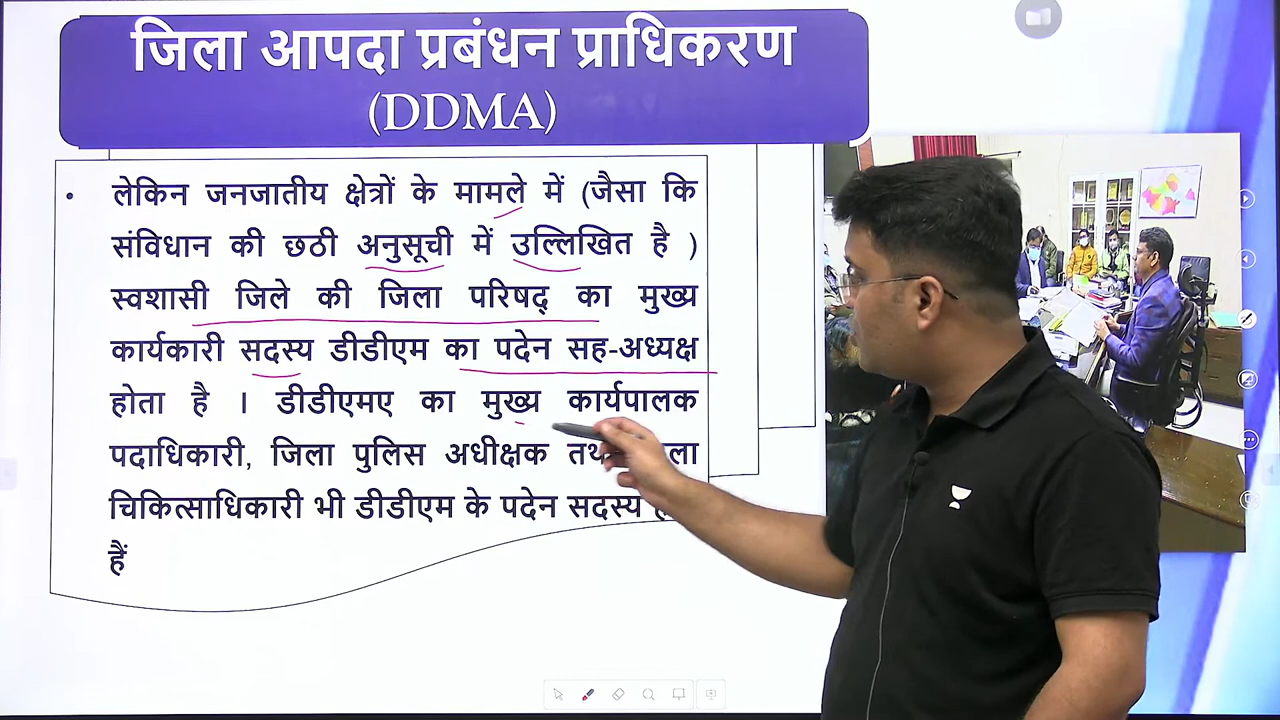 जिला आपदा प्रबंधन प्राधिकरण
(DDMA)
• लेकिन जनजातीय क्षेत्रों के मामले में (जैसा कि
संविधान की छठी अनुसूची में उल्लिखित है )
स्वशासी जिले की जिला परिषद् का मुख्य
कार्यकारी सदस्य डीडीएम का पदेन सह-अध्यक्ष
होता है । डीडीएमए का मुख्य कार्यपालक
पदाधिकारी, जिला पुलिस अधीक्षक
चिकित्साधिकारी भी डीडीएम के पदेन सदस्य
हैं